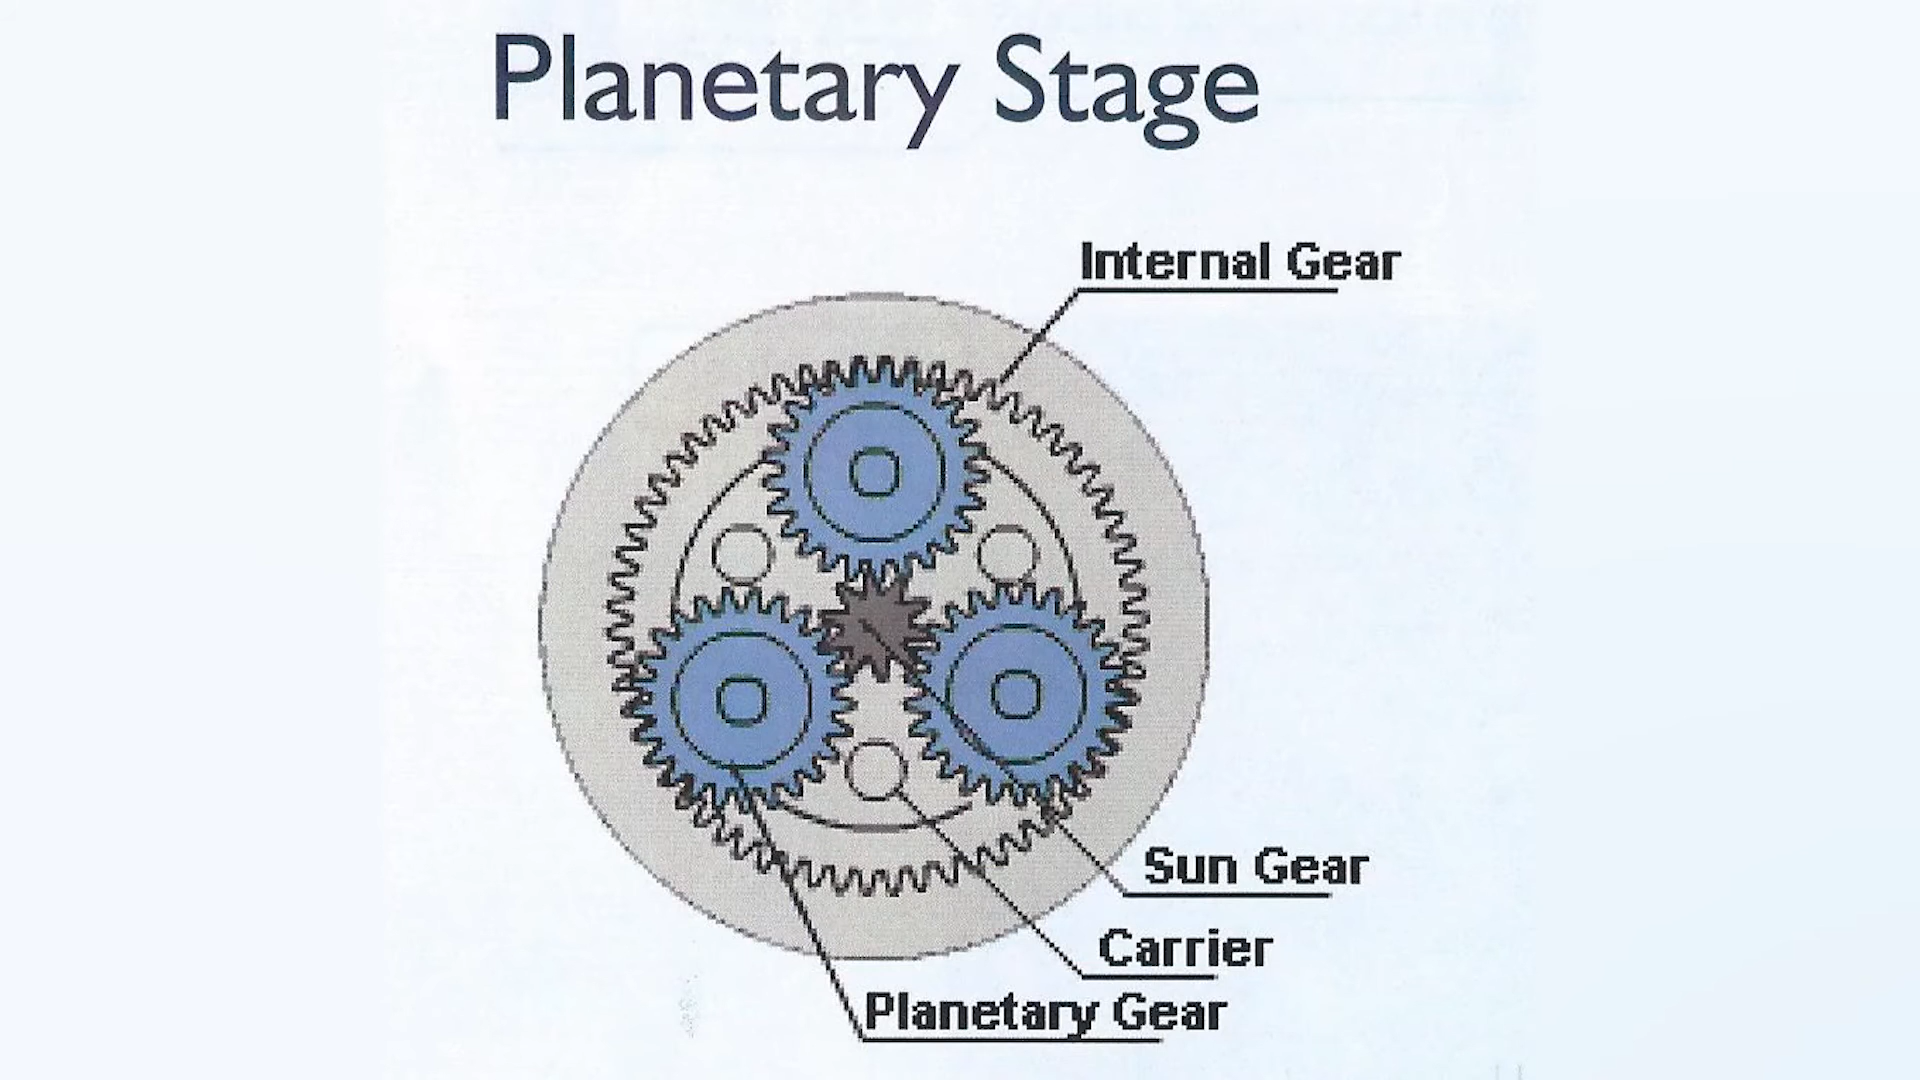 Planetary Stage
Internal Gear
Sun Gear
Carrier
Planetary Gear